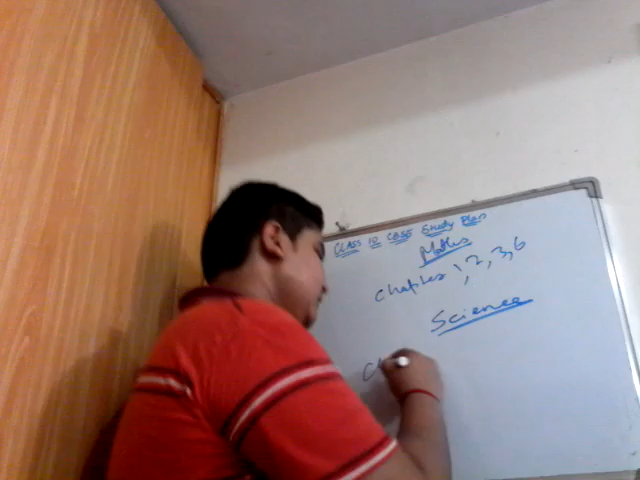 CLASS 10 CBSE Study Plan
Maths
Chapters 1,2,3,6
Science
C